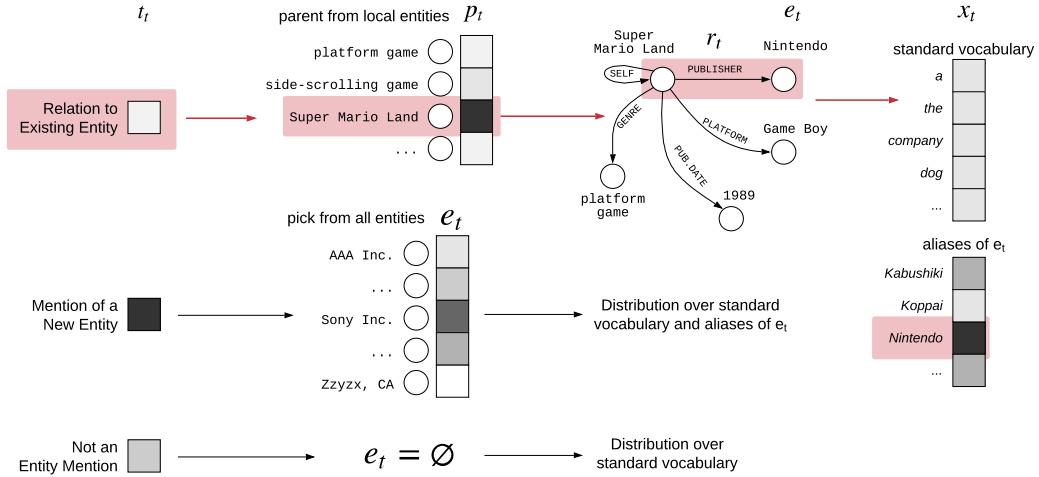 t_t
parent from local entities p_t
platform game
side-scrolling game
Super Mario Land
...
Relation to
Existing Entity
e_t
r_t
Super
Mario Land
Nintendo
SELF
PUBLISHER
GENRE
PLATFORM
PUB.DATE
Game Boy
platform
game
1989
x_t
standard vocabulary
a
the
company
dog
...
aliases of e_t
Kabushiki
Koppai
Nintendo
...
pick from all entities e_t
AAA Inc.
...
Sony Inc.
...
Zzyzx, CA
Mention of a
New Entity
Distribution over standard
vocabulary and aliases of e_t
Not an
Entity Mention
e_t = ∅
Distribution over
standard vocabulary